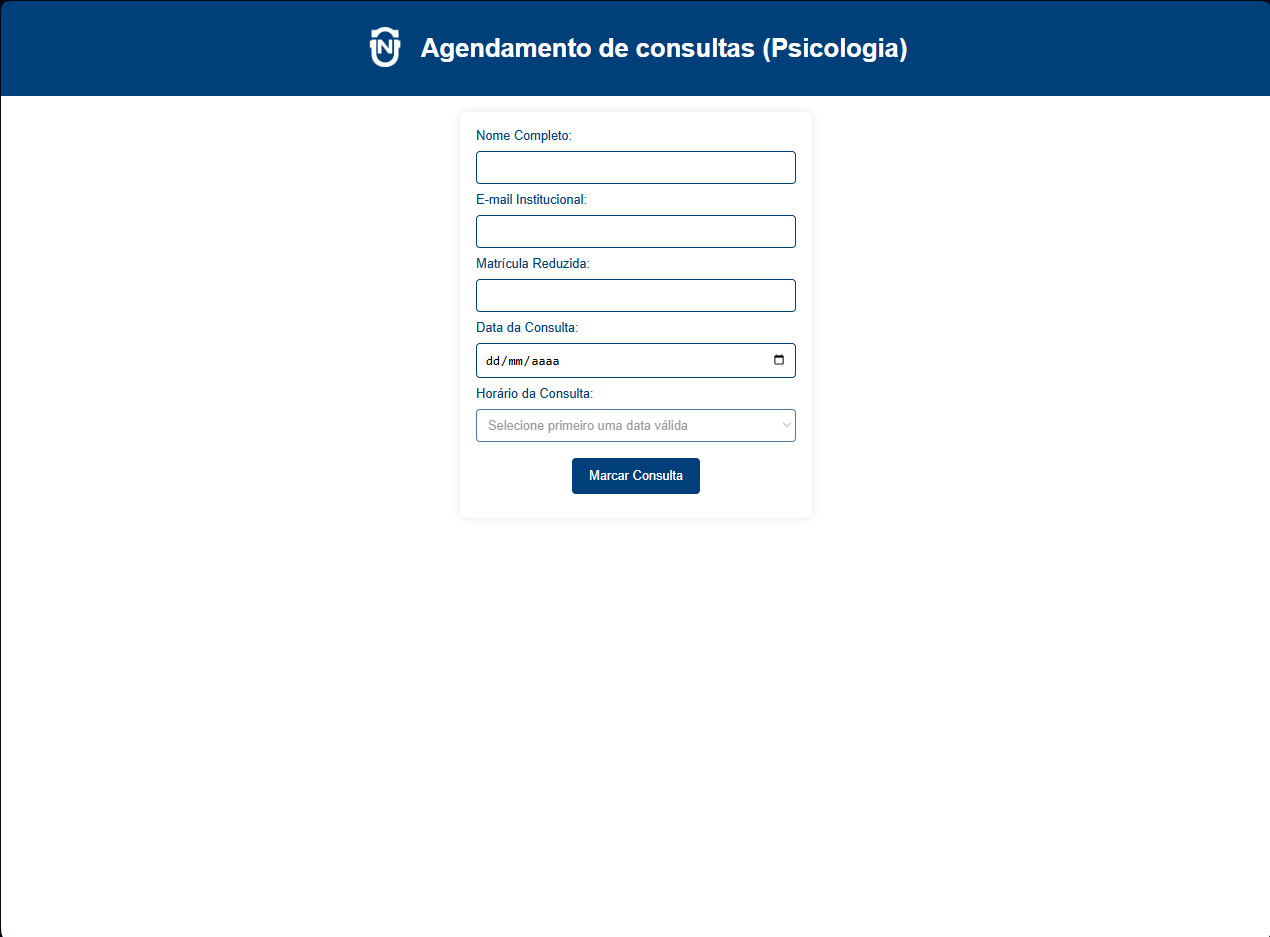 N
Agendamento de consultas (Psicologia)
Nome Completo:
E-mail Institucional:
Matrícula Reduzida:
Data da Consulta:
dd/mm/aaaa
Horário da Consulta:
Selecione primeiro uma data válida
Marcar Consulta